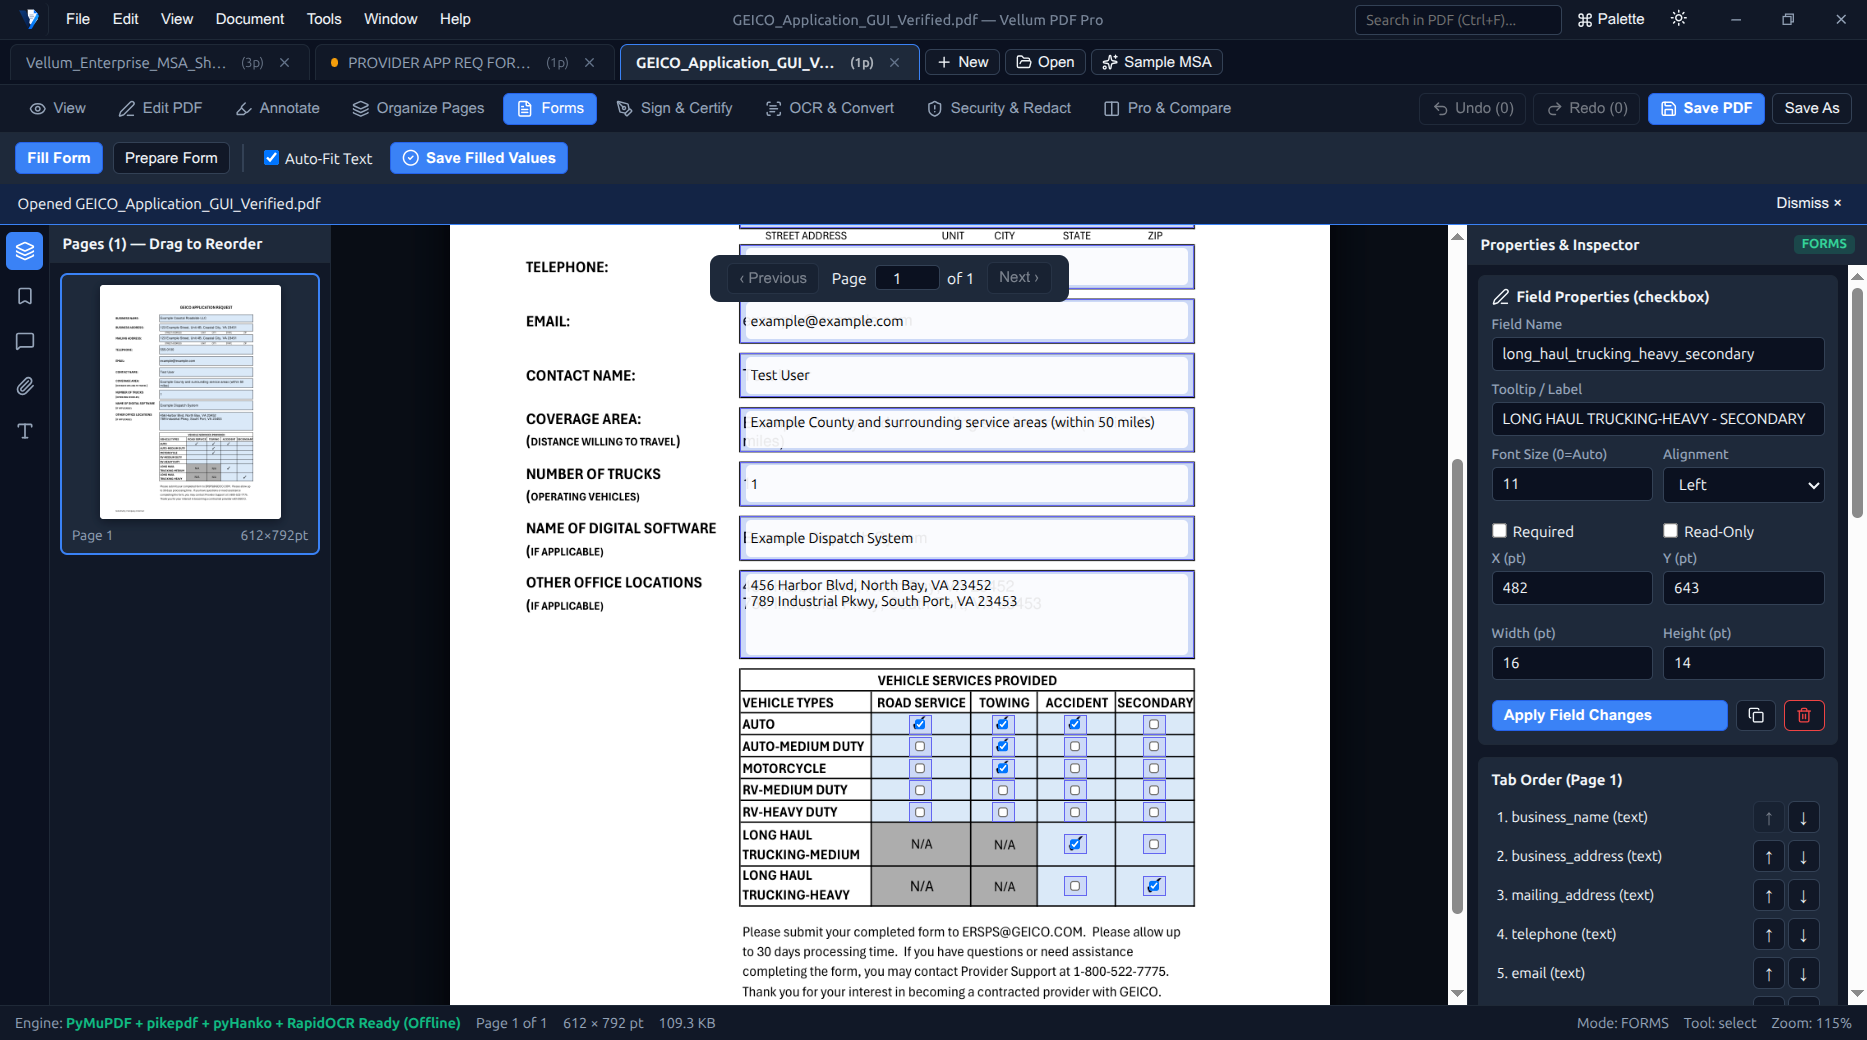 File Edit View Document Tools Window Help
GEICO_Application_GUI_Verified.pdf — Vellum PDF Pro
Search in PDF (Ctrl+F)...
⌘ Palette
Vellum_Enterprise_MSA_Sh... (3p) ×
PROVIDER APP REQ FOR... (1p) ×
GEICO_Application_GUI_V... (1p) ×
+ New
Open
Sample MSA
View
Edit PDF
Annotate
Organize Pages
Forms
Sign & Certify
OCR & Convert
Security & Redact
Pro & Compare
Undo (0)
Redo (0)
Save PDF
Save As
Fill Form
Prepare Form
Auto-Fit Text
Save Filled Values
Opened GEICO_Application_GUI_Verified.pdf
Dismiss ×
Pages (1) — Drag to Reorder
Page 1
612×792pt
STREET ADDRESS UNIT CITY STATE ZIP
TELEPHONE:
‹ Previous Page 1 of 1 Next ›
EMAIL:
example@example.com
CONTACT NAME:
Test User
COVERAGE AREA:
(DISTANCE WILLING TO TRAVEL)
Example County and surrounding service areas (within 50 miles)
NUMBER OF TRUCKS
(OPERATING VEHICLES)
1
NAME OF DIGITAL SOFTWARE
(IF APPLICABLE)
Example Dispatch System
OTHER OFFICE LOCATIONS
(IF APPLICABLE)
456 Harbor Blvd, North Bay, VA 23452
789 Industrial Pkwy, South Port, VA 23453
VEHICLE SERVICES PROVIDED
VEHICLE TYPES ROAD SERVICE TOWING ACCIDENT SECONDARY
AUTO
AUTO-MEDIUM DUTY
MOTORCYCLE
RV-MEDIUM DUTY
RV-HEAVY DUTY
LONG HAUL
TRUCKING-MEDIUM
N/A N/A
LONG HAUL
TRUCKING-HEAVY
N/A N/A
Please submit your completed form to ERSPS@GEICO.COM. Please allow up
to 30 days processing time. If you have questions or need assistance
completing the form, you may contact Provider Support at 1-800-522-7775.
Thank you for your interest in becoming a contracted provider with GEICO.
Properties & Inspector
FORMS
Field Properties (checkbox)
Field Name
long_haul_trucking_heavy_secondary
Tooltip / Label
LONG HAUL TRUCKING-HEAVY - SECONDARY
Font Size (0=Auto) Alignment
11 Left
Required Read-Only
X (pt) Y (pt)
482 643
Width (pt) Height (pt)
16 14
Apply Field Changes
Tab Order (Page 1)
1. business_name (text) ↑ ↓
2. business_address (text) ↑ ↓
3. mailing_address (text) ↑ ↓
4. telephone (text) ↑ ↓
5. email (text) ↑ ↓
Engine: PyMuPDF + pikepdf + pyHanko + RapidOCR Ready (Offline) Page 1 of 1 612 × 792 pt 109.3 KB
Mode: FORMS Tool: select Zoom: 115%